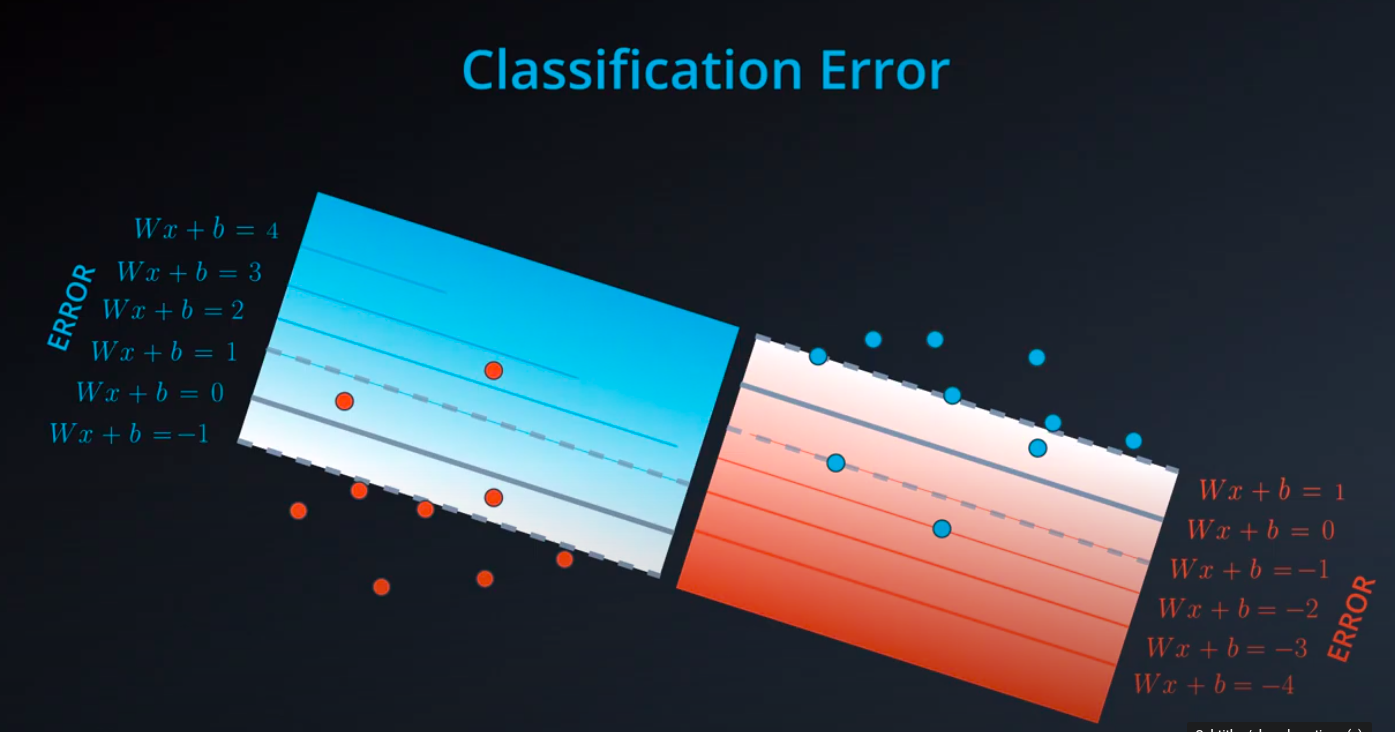 Classification Error
Wx + b = 4
Wx + b = 3
Wx + b = 2
Wx + b = 1
Wx + b = 0
Wx + b =−1
ERROR
Wx + b = 1
Wx + b = 0
Wx + b =−1
Wx + b = −2
Wx + b = −3
Wx + b = −4
ERROR